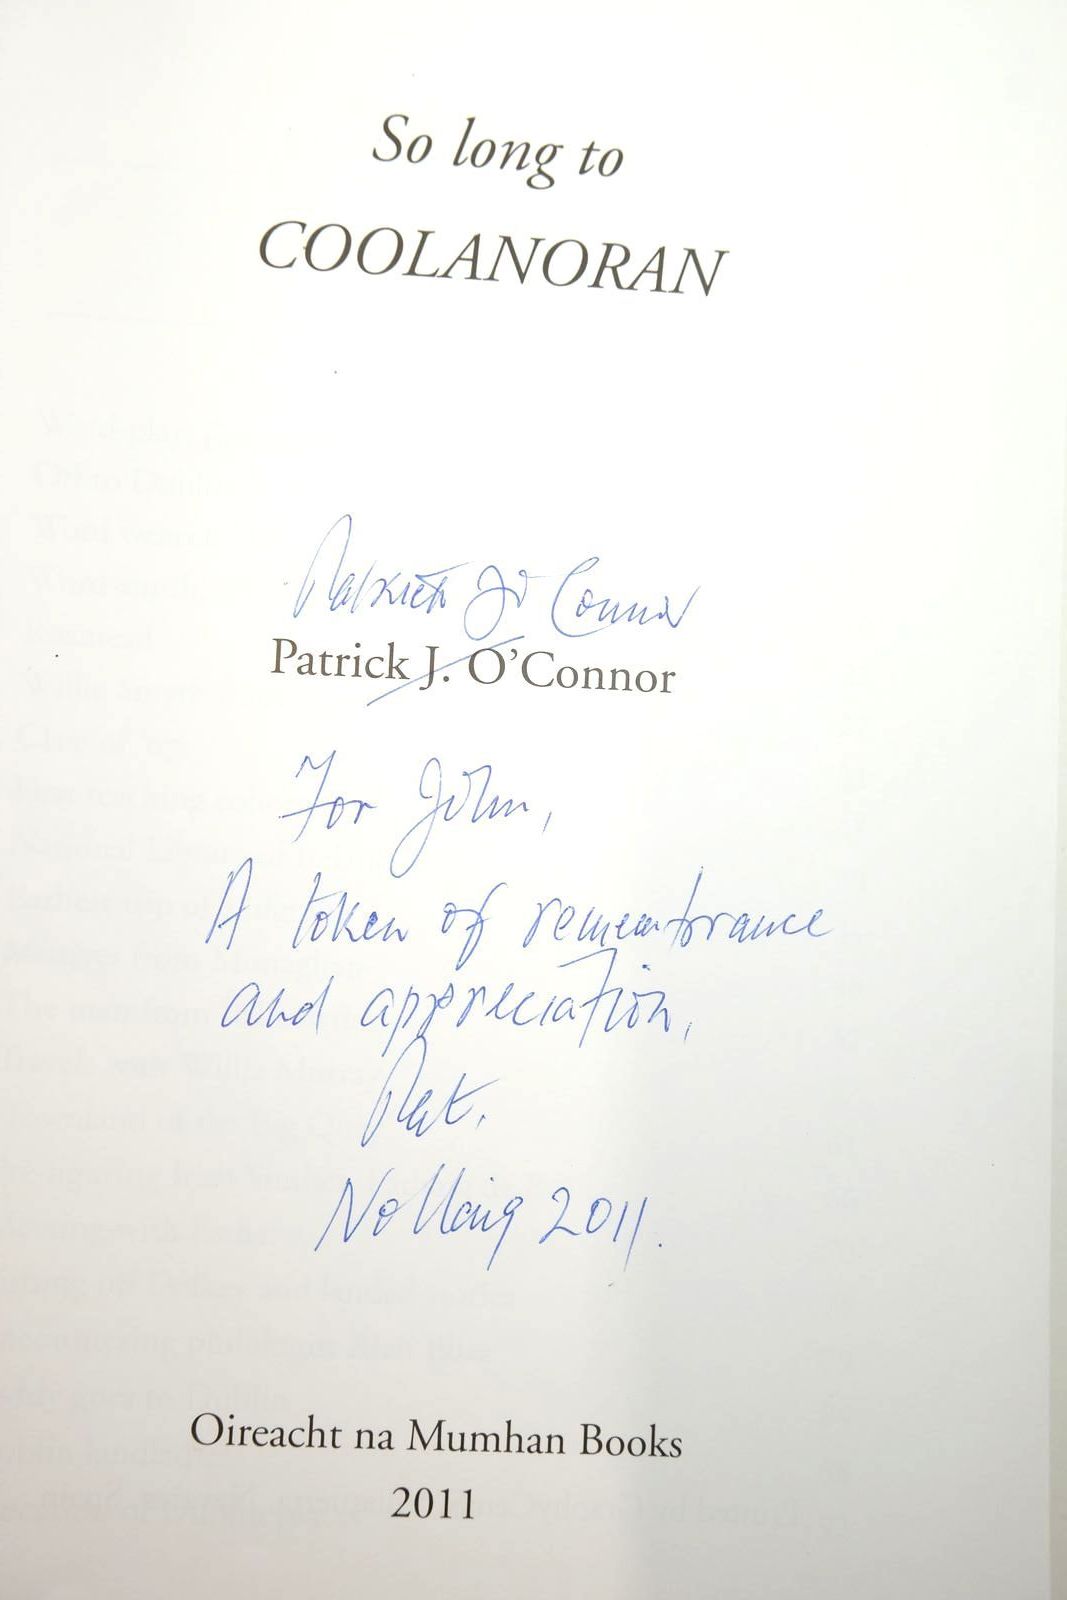 So long to
COOLANORAN
Patrick J O Connor
Patrick J. O'Connor
For John,
A token of remembrance
and appreciation,
Pat.
Nollaig 2011.
Oireacht na Mumhan Books
2011